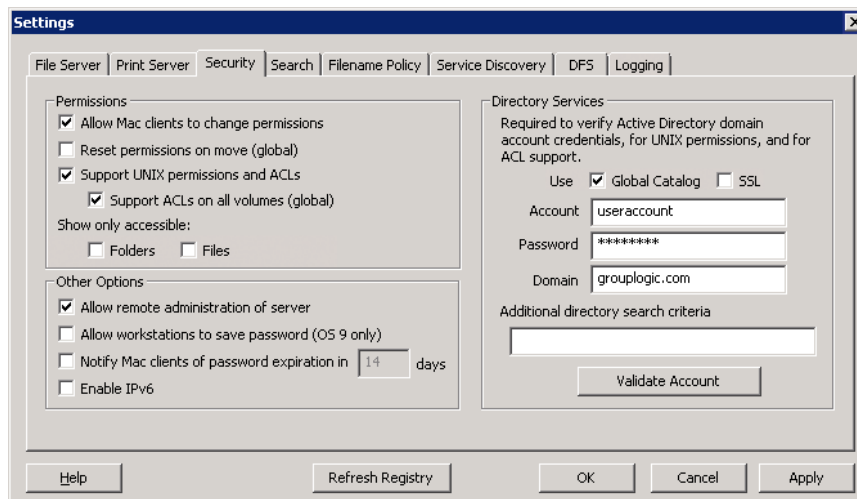 Settings
File Server
Print Server
Security
Search
Filename Policy
Service Discovery
DFS
Logging
Permissions
Allow Mac clients to change permissions
Reset permissions on move (global)
Support UNIX permissions and ACLs
Support ACLs on all volumes (global)
Show only accessible:
Folders
Files
Other Options
Allow remote administration of server
Allow workstations to save password (OS 9 only)
Notify Mac clients of password expiration in 14 days
Enable IPv6
Directory Services
Required to verify Active Directory domain
account credentials, for UNIX permissions, and for
ACL support.
Use Global Catalog SSL
Account useraccount
Password ********
Domain grouplogic.com
Additional directory search criteria
Validate Account
Help
Refresh Registry
OK
Cancel
Apply